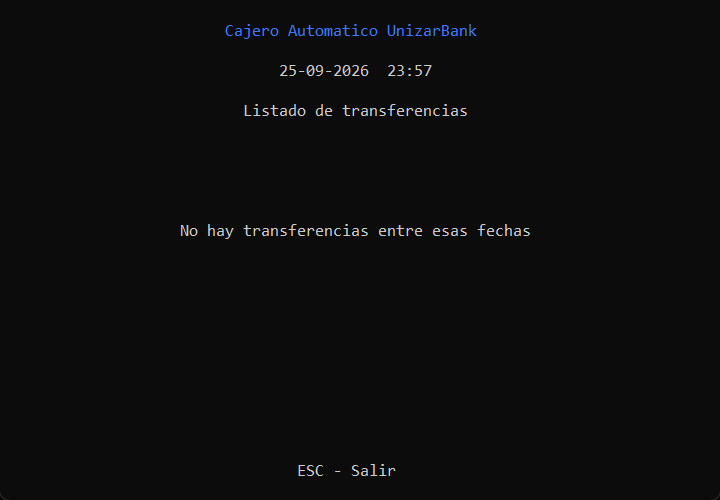 Cajero Automatico UnizarBank
25-09-2026  23:57
Listado de transferencias
No hay transferencias entre esas fechas
ESC - Salir